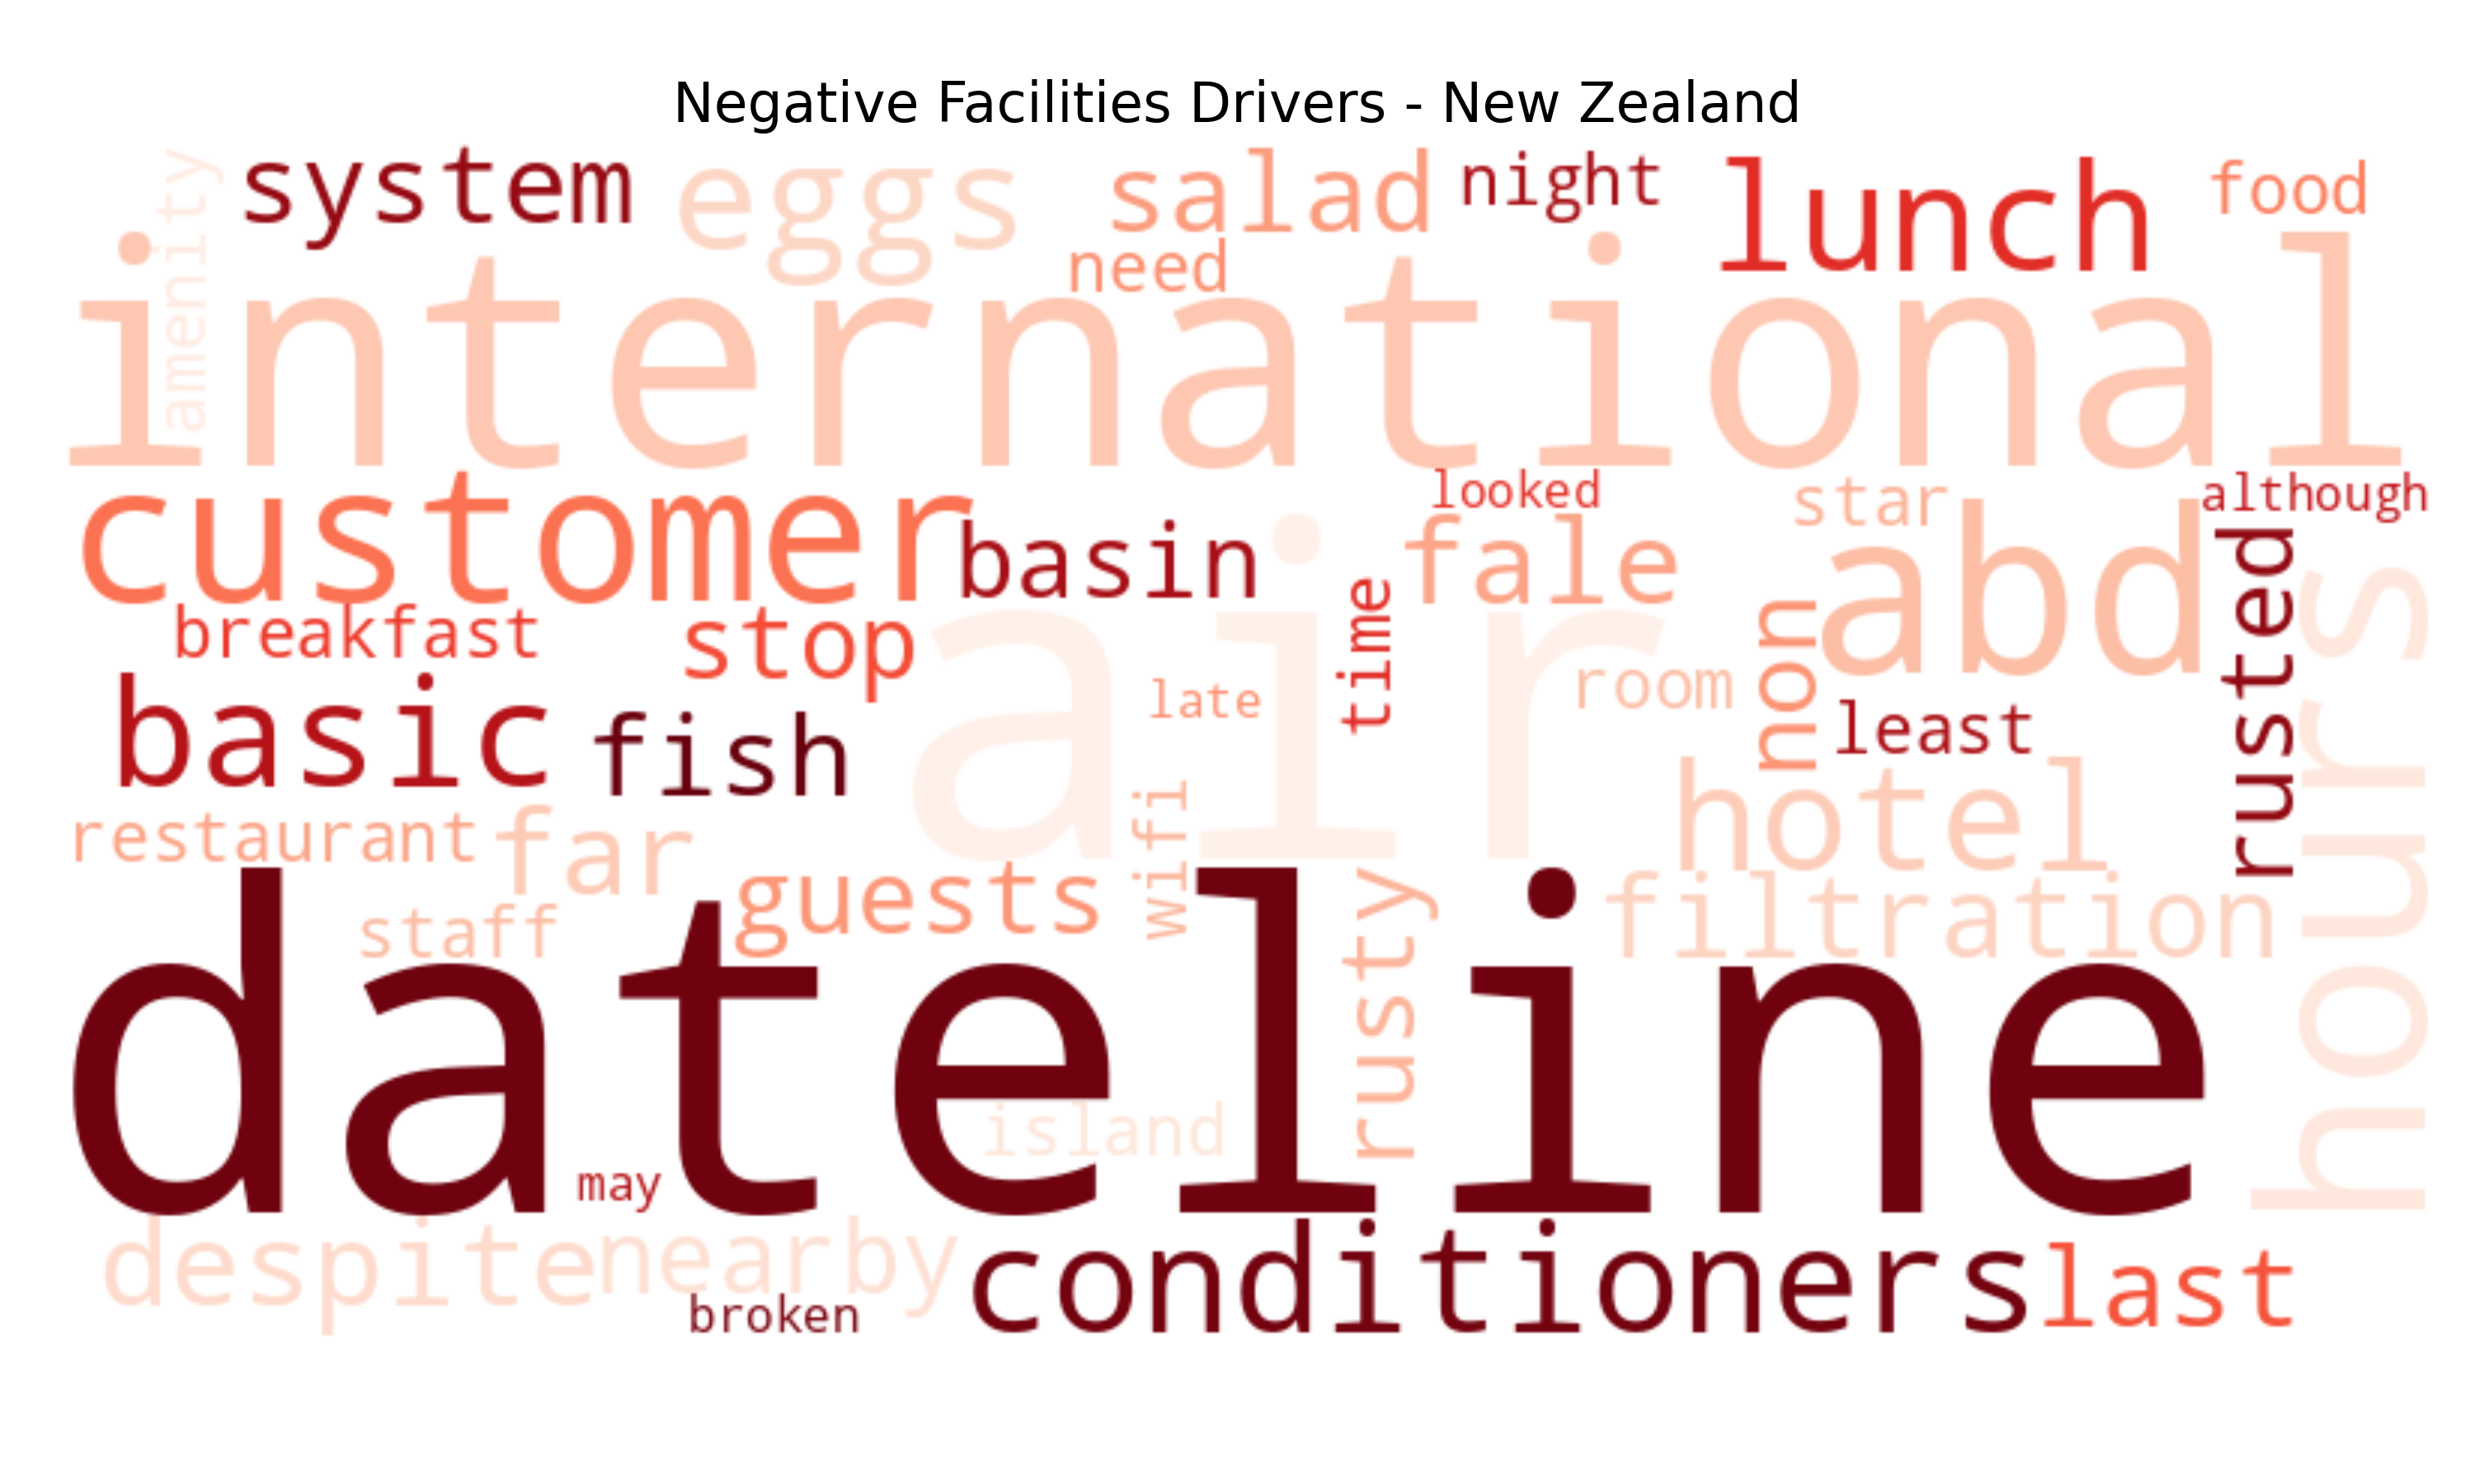 Negative Facilities Drivers - New Zealand
amenity
system
eggs
salad
night
lunch
food
need
international
customer
looked
star
although
basin
fale
abd
rusted
hours
breakfast
stop
time
non
room
late
air
least
basic
fish
hotel
wifi
restaurant
far
guests
rusty
filtration
staff
dateline
island
may
despite
nearby
conditioners
last
broken